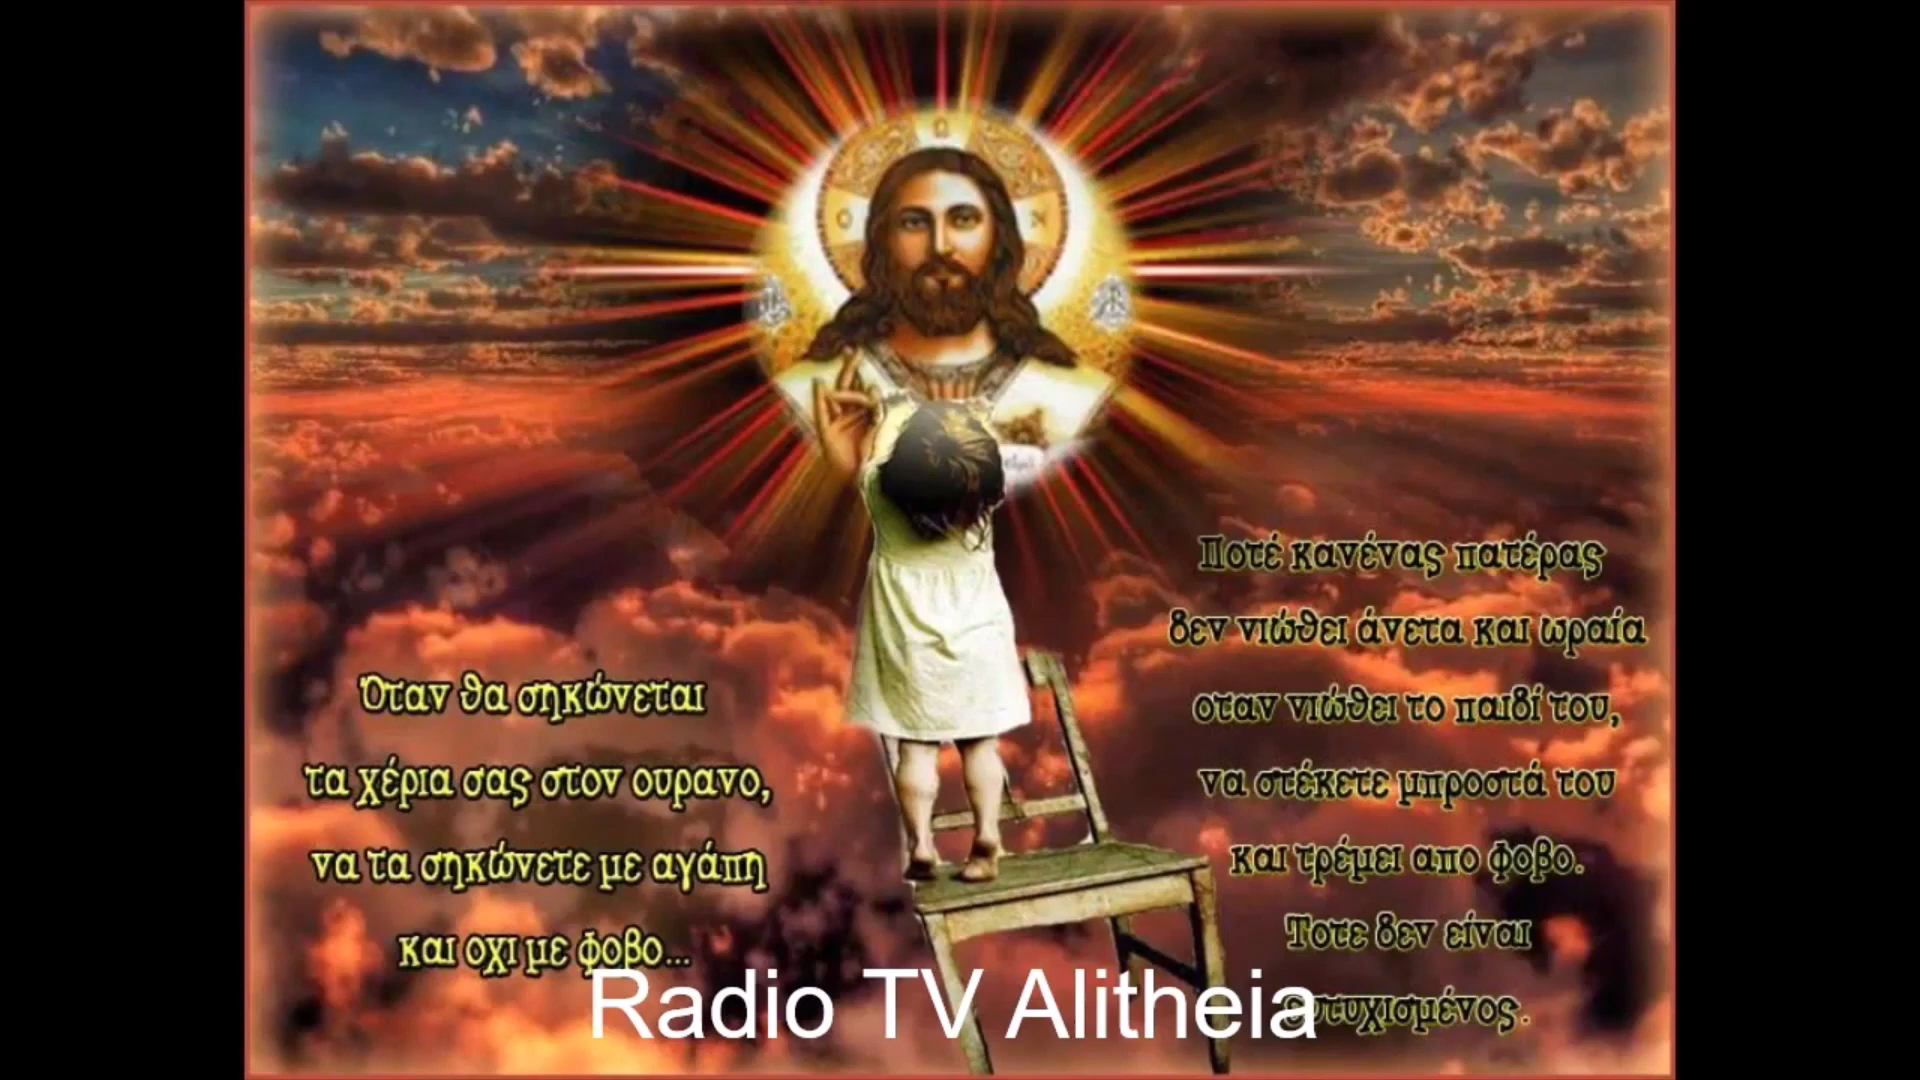 Ω
Ο
Ν
Όταν θα σηκώνεται
τα χέρια σας στον ουρανο,
να τα σηκώνετε με αγάπη
και οχι με φοβο...
Ποτέ κανένας πατέρας
δεν νιώθει άνετα και ωραία
οταν νιώθει το παιδί του,
να στέκετε μπροστά του
και τρέμει απο φοβο.
Τοτε δεν είναι
ευτυχισμένος.
Radio TV Alitheia